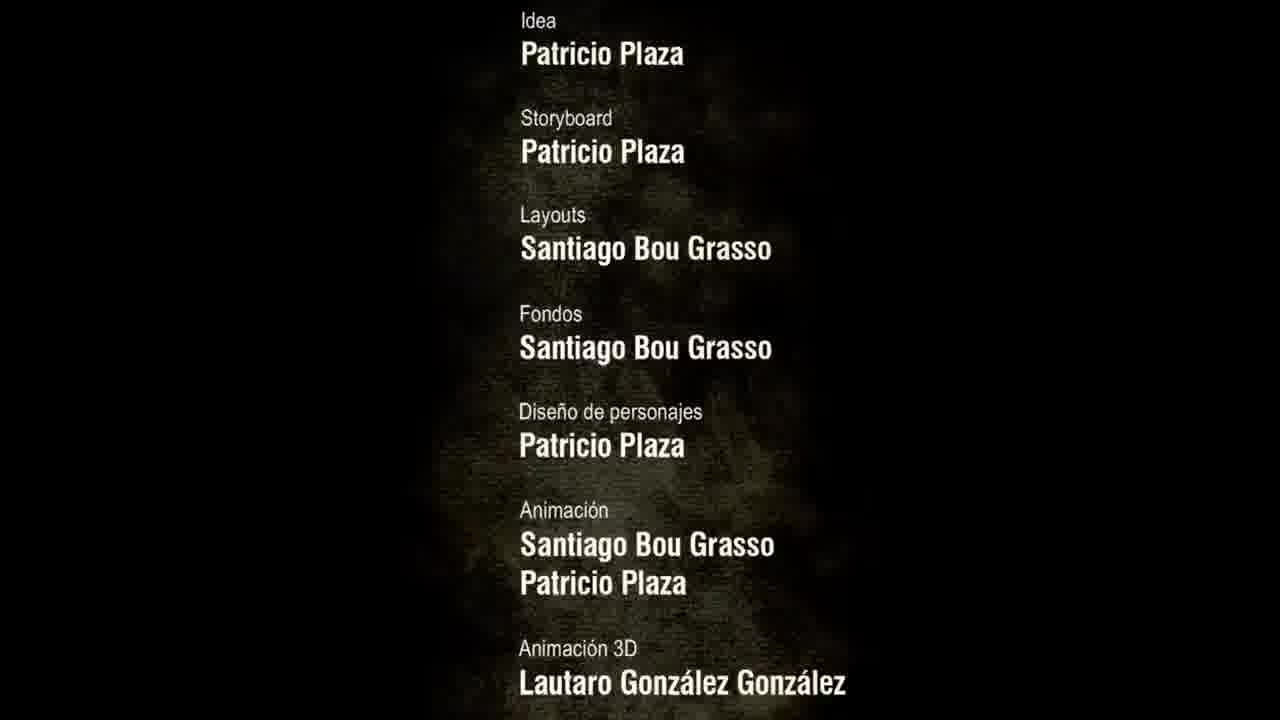 Idea
Patricio Plaza
Storyboard
Patricio Plaza
Layouts
Santiago Bou Grasso
Fondos
Santiago Bou Grasso
Diseño de personajes
Patricio Plaza
Animación
Santiago Bou Grasso
Patricio Plaza
Animación 3D
Lautaro González González